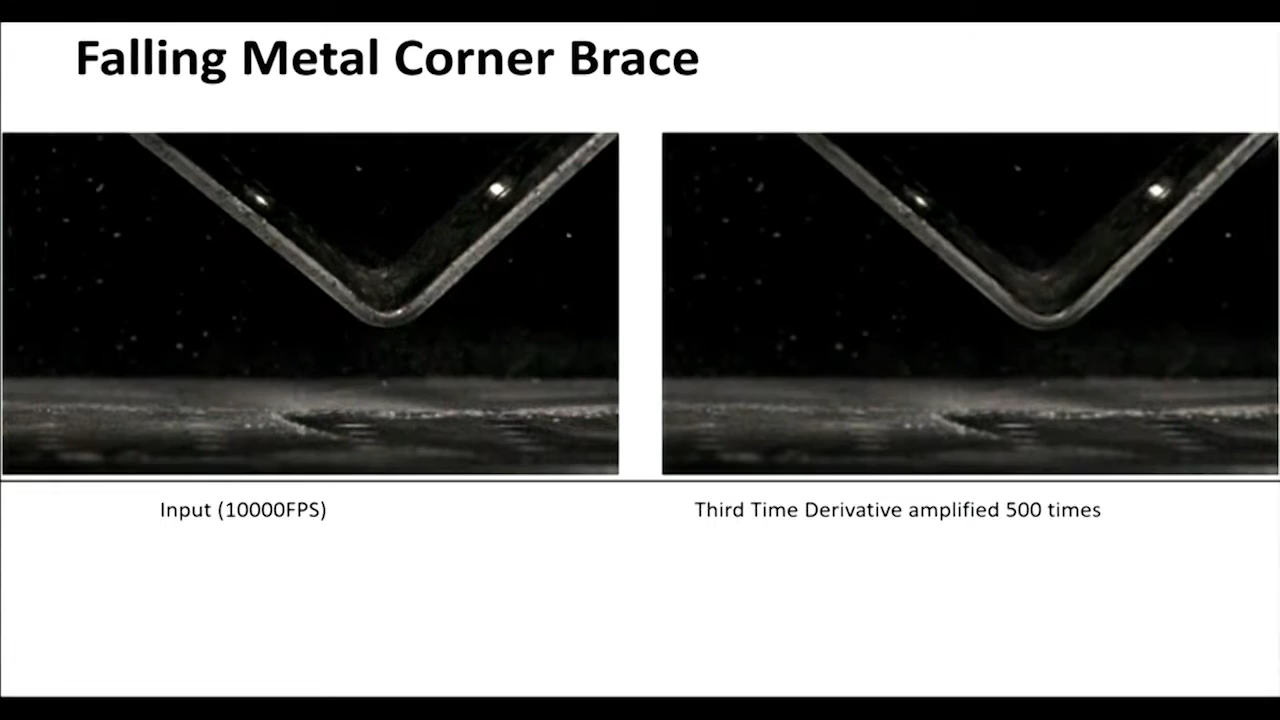 Falling Metal Corner Brace
Input (10000FPS)
Third Time Derivative amplified 500 times